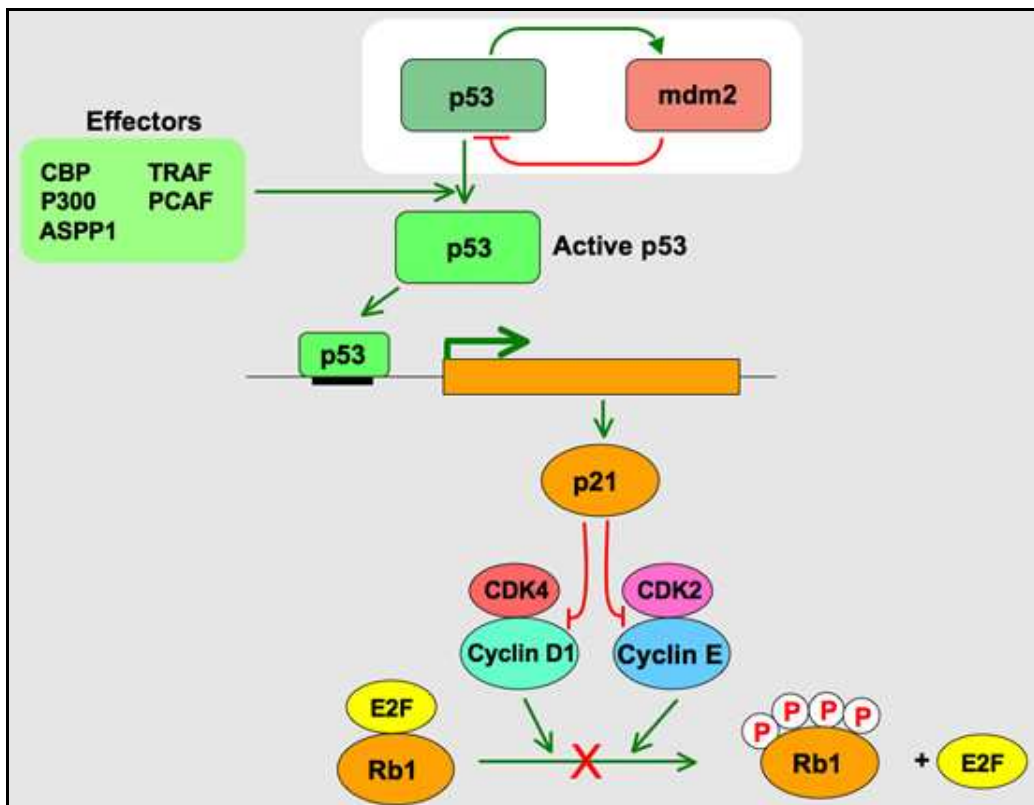 p53
mdm2
Effectors
CBP TRAF
P300 PCAF
ASPP1
p53
Active p53
p53
p21
CDK4
CDK2
Cyclin D1
Cyclin E
E2F
Rb1
X
P P P P
Rb1
+
E2F